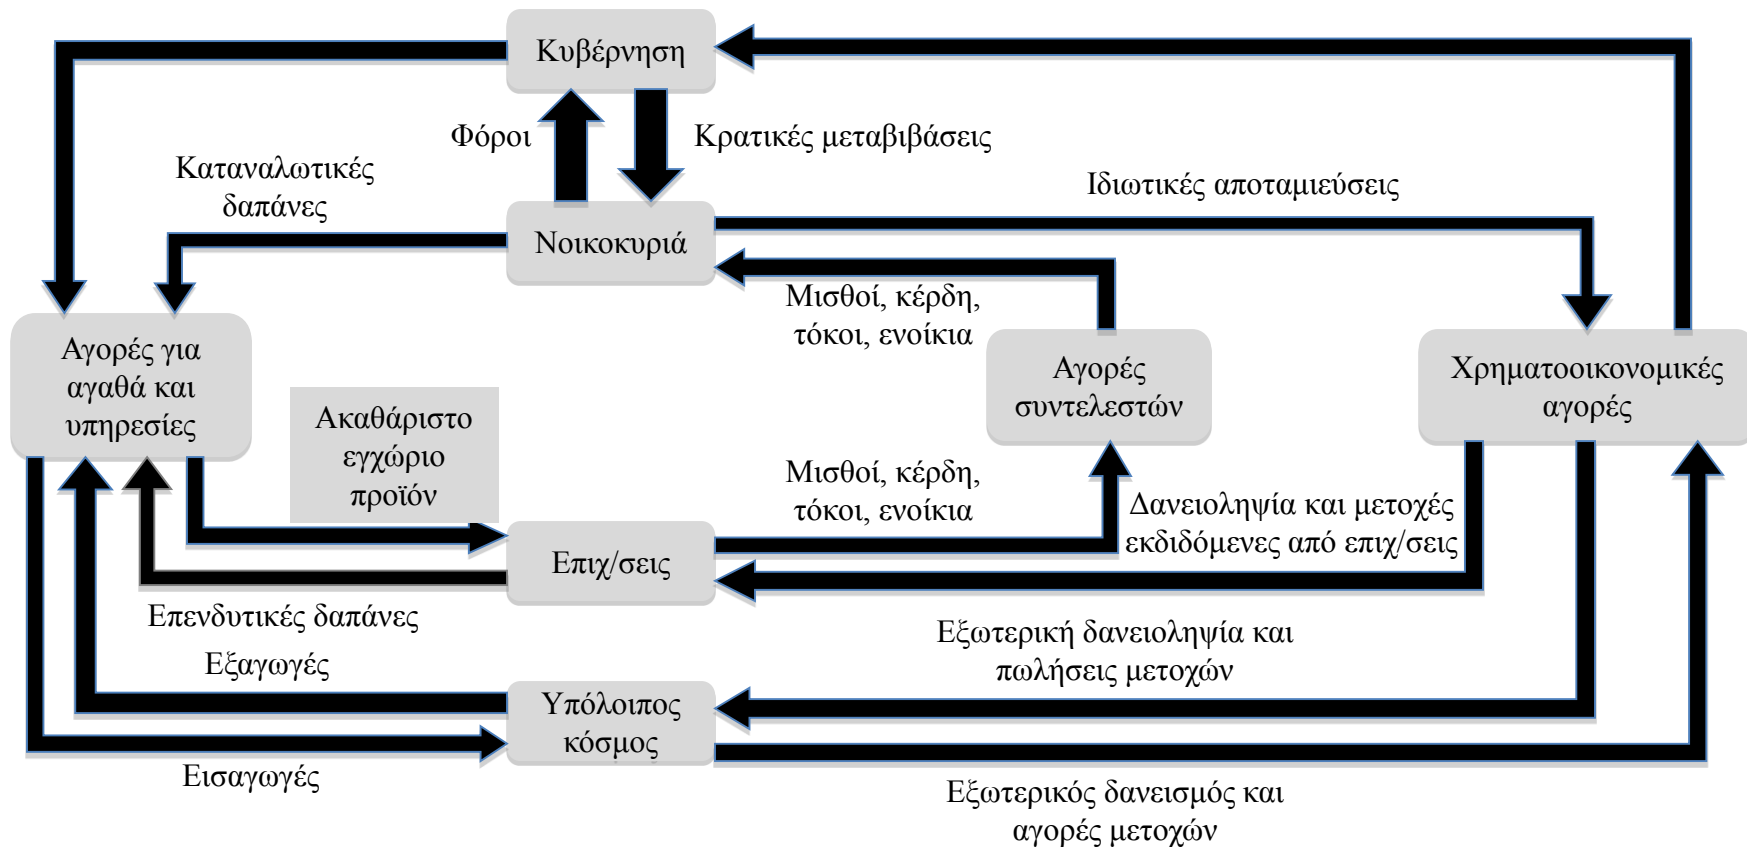 Κυβέρνηση
Φόροι
Κρατικές μεταβιβάσεις
Καταναλωτικές
δαπάνες
Ιδιωτικές αποταμιεύσεις
Νοικοκυριά
Μισθοί, κέρδη,
τόκοι, ενοίκια
Αγορές για
αγαθά και
υπηρεσίες
Αγορές
συντελεστών
Χρηματοοικονομικές
αγορές
Ακαθάριστο
εγχώριο
προϊόν
Μισθοί, κέρδη,
τόκοι, ενοίκια
Δανειοληψία και μετοχές
εκδιδόμενες από επιχ/σεις
Επιχ/σεις
Επενδυτικές δαπάνες
Εξωτερική δανειοληψία και
πωλήσεις μετοχών
Εξαγωγές
Υπόλοιπος
κόσμος
Εισαγωγές
Εξωτερικός δανεισμός και
αγορές μετοχών